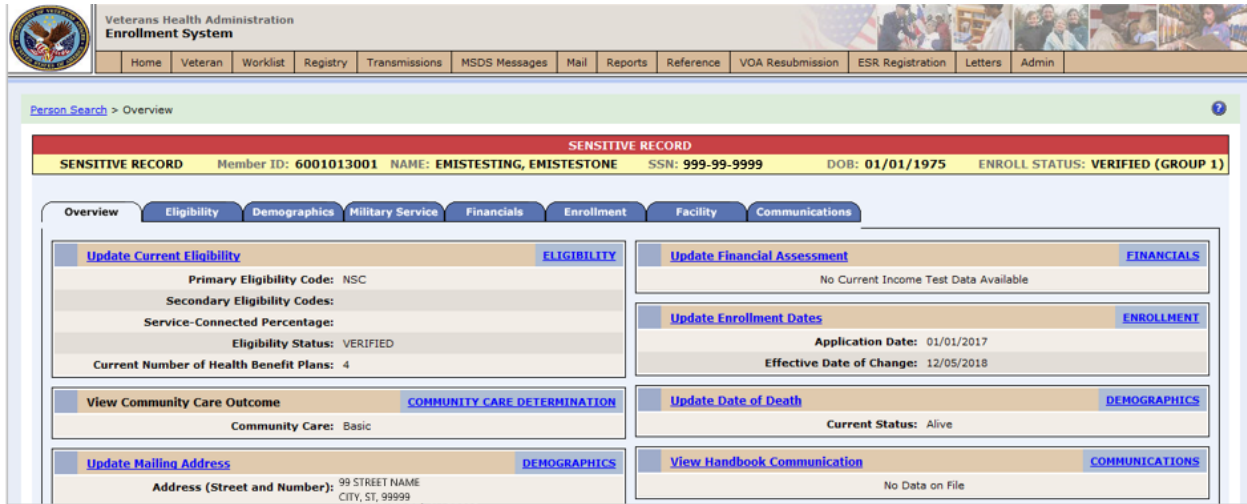 Veterans Health Administration
Enrollment System
Home Veteran Worklist Registry Transmissions MSDS Messages Mail Reports Reference VOA Resubmission ESR Registration Letters Admin
Person Search > Overview
?
SENSITIVE RECORD
SENSITIVE RECORD Member ID: 6001013001 NAME: EMISTESTING, EMISTESTONE SSN: 999-99-9999 DOB: 01/01/1975 ENROLL STATUS: VERIFIED (GROUP 1)
Overview Eligibility Demographics Military Service Financials Enrollment Facility Communications
Update Current Eligibility ELIGIBILITY
Primary Eligibility Code: NSC
Secondary Eligibility Codes:
Service-Connected Percentage:
Eligibility Status: VERIFIED
Current Number of Health Benefit Plans: 4
View Community Care Outcome COMMUNITY CARE DETERMINATION
Community Care: Basic
Update Mailing Address DEMOGRAPHICS
Address (Street and Number): 99 STREET NAME
CITY, ST, 99999
Update Financial Assessment FINANCIALS
No Current Income Test Data Available
Update Enrollment Dates ENROLLMENT
Application Date: 01/01/2017
Effective Date of Change: 12/05/2018
Update Date of Death DEMOGRAPHICS
Current Status: Alive
View Handbook Communication COMMUNICATIONS
No Data on File